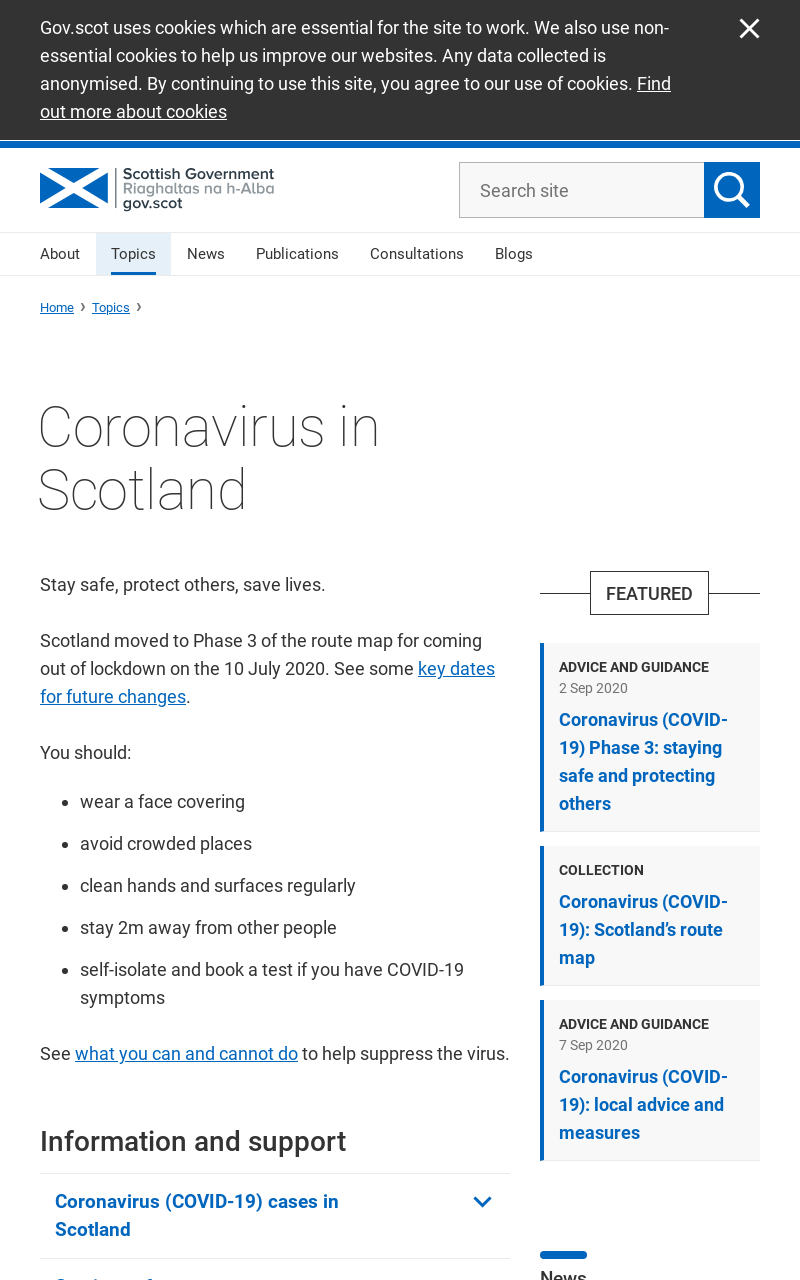 Gov.scot uses cookies which are essential for the site to work. We also use non-
essential cookies to help us improve our websites. Any data collected is
anonymised. By continuing to use this site, you agree to our use of cookies. Find
out more about cookies
Scottish Government
Riaghaltas na h-Alba
gov.scot
Search site
About Topics News Publications Consultations Blogs
Home › Topics ›
Coronavirus in
Scotland
Stay safe, protect others, save lives.
Scotland moved to Phase 3 of the route map for coming
out of lockdown on the 10 July 2020. See some key dates
for future changes.
You should:
• wear a face covering
• avoid crowded places
• clean hands and surfaces regularly
• stay 2m away from other people
• self-isolate and book a test if you have COVID-19
symptoms
See what you can and cannot do to help suppress the virus.
Information and support
Coronavirus (COVID-19) cases in
Scotland
FEATURED
ADVICE AND GUIDANCE
2 Sep 2020
Coronavirus (COVID-
19) Phase 3: staying
safe and protecting
others
COLLECTION
Coronavirus (COVID-
19): Scotland’s route
map
ADVICE AND GUIDANCE
7 Sep 2020
Coronavirus (COVID-
19): local advice and
measures
News